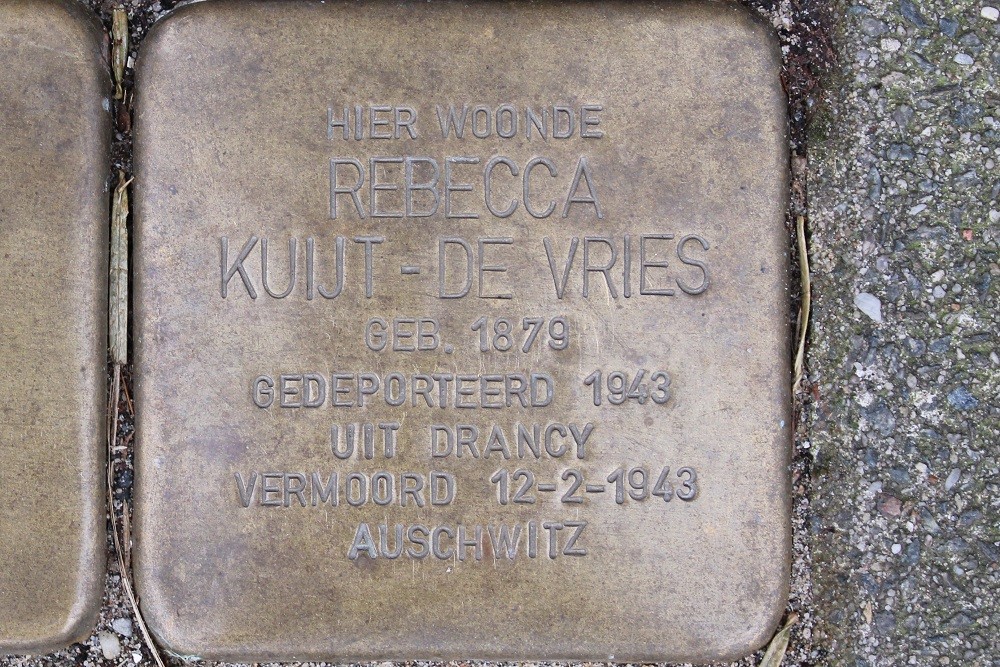 HIER WOONDE
REBECCA
KUIJT-DE VRIES
GEB. 1879
GEDEPORTEERD 1943
UIT DRANCY
VERMOORD 12-2-1943
AUSCHWITZ